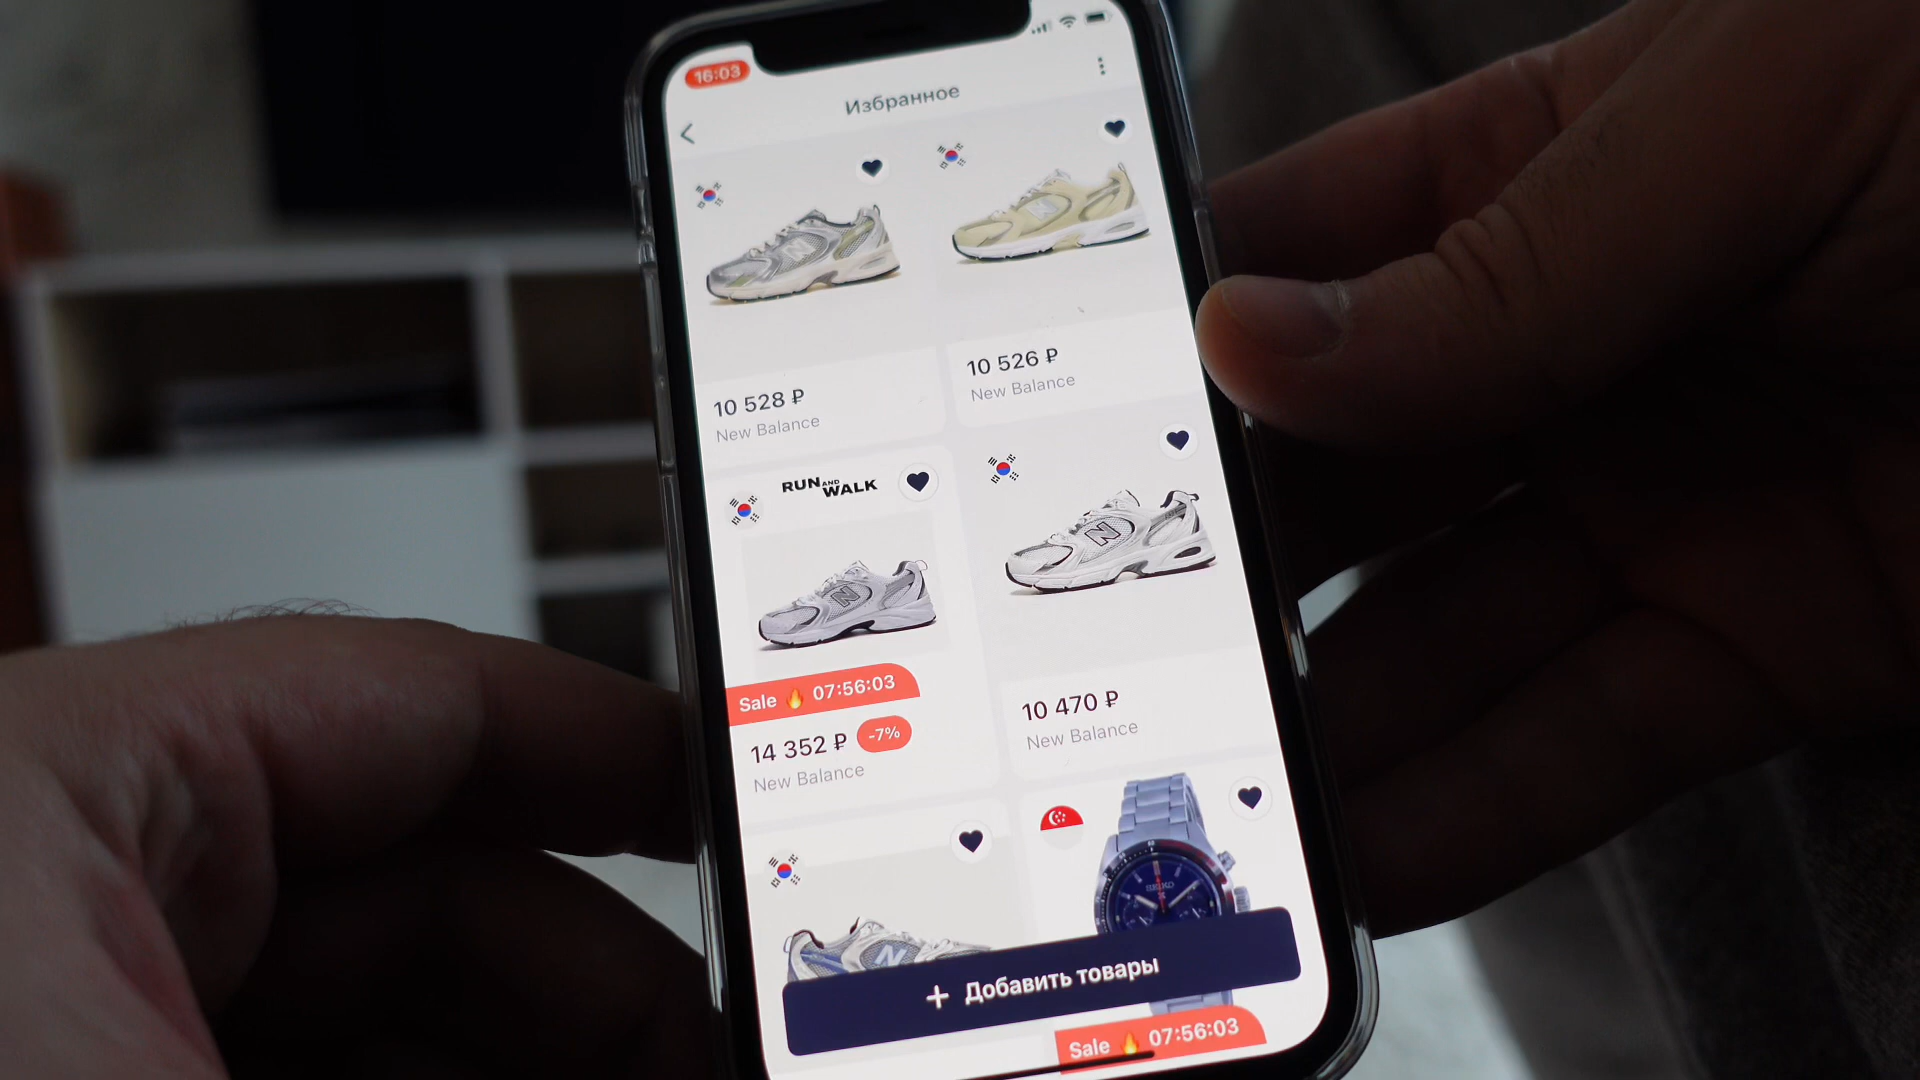 16:03
Избранное
10 528 ₽
New Balance
10 526 ₽
New Balance
RUN AND WALK
N
N
Sale 07:56:03
14 352 ₽ -7%
New Balance
10 470 ₽
New Balance
N
SEIKO
+ Добавить товары
Sale 07:56:03